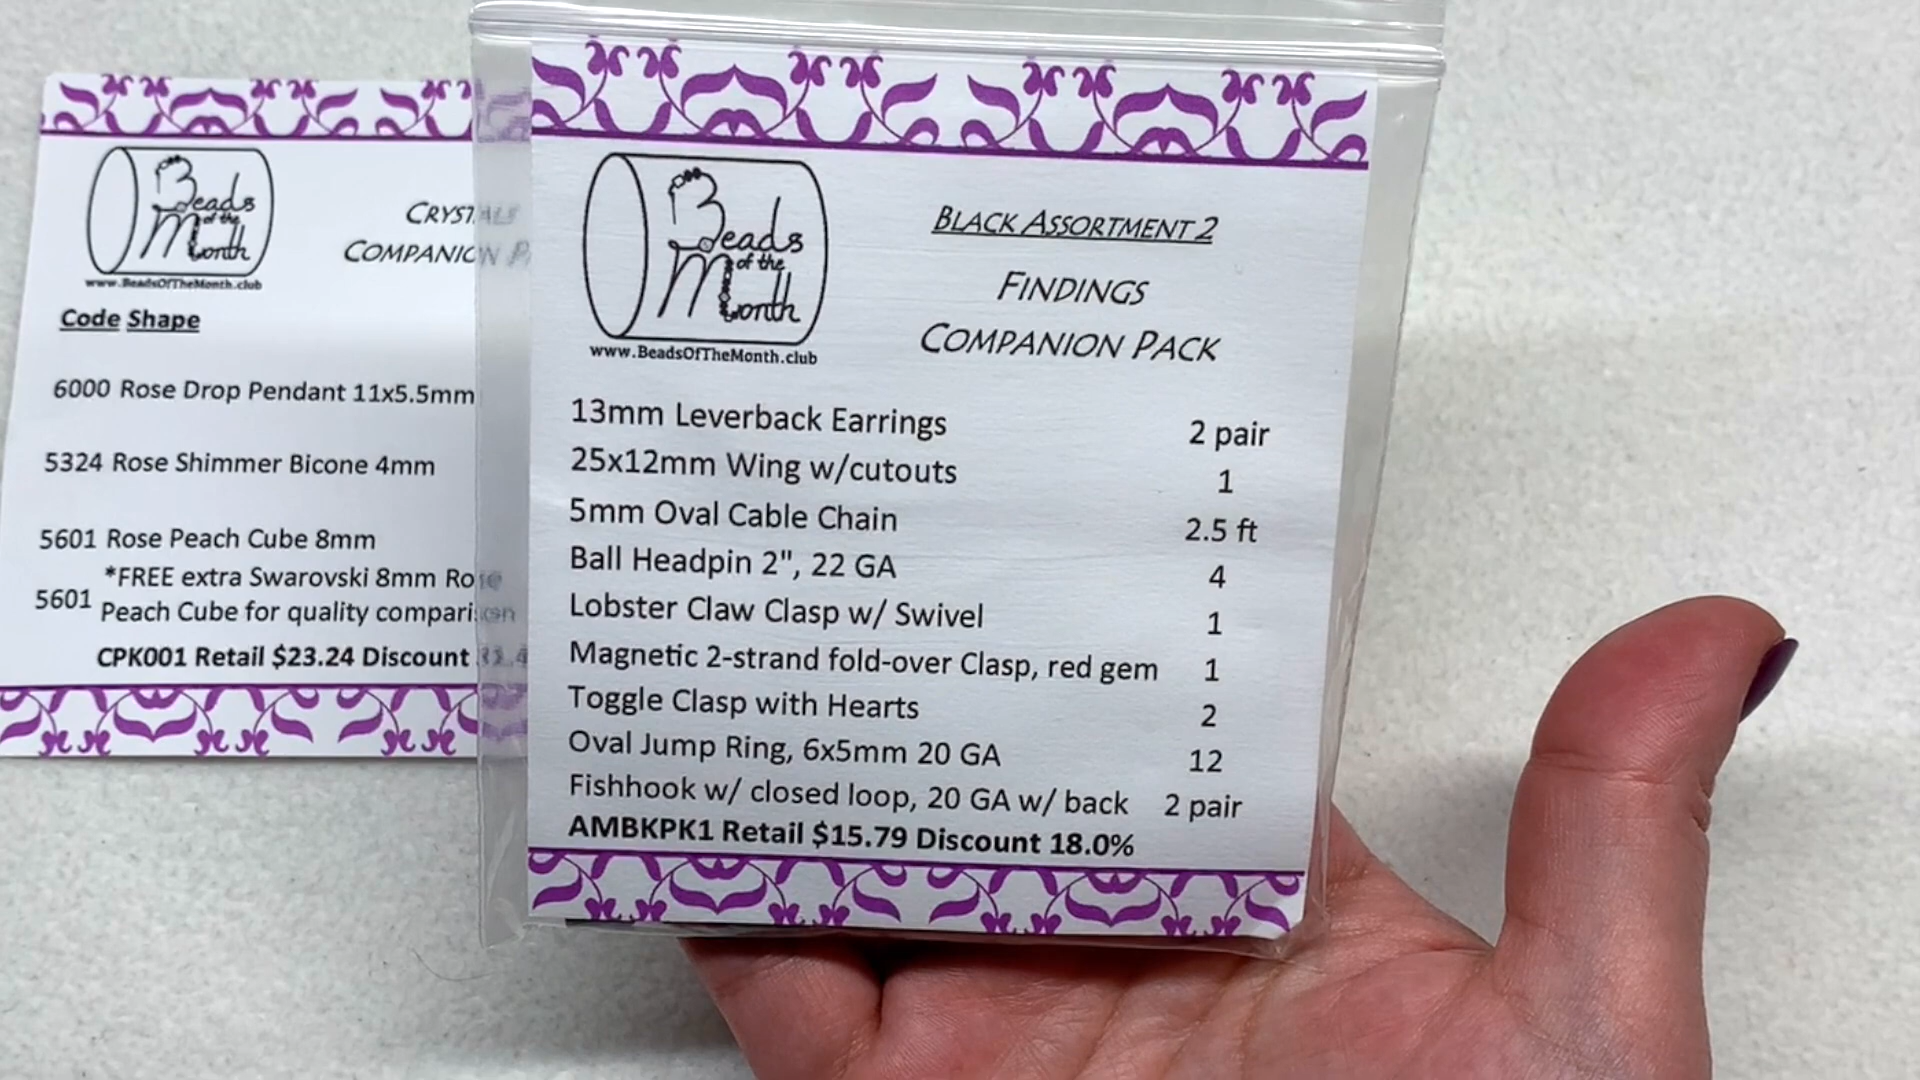 Beads
of the
Month
www.BeadsOfTheMonth.club
CRYSTALS
COMPANION
Code Shape
6000 Rose Drop Pendant 11x5.5mm
5324 Rose Shimmer Bicone 4mm
5601 Rose Peach Cube 8mm
*FREE extra Swarovski 8mm Rose
5601 Peach Cube for quality comparison
CPK001 Retail $23.24 Discount
Beads
of the
Month
www.BeadsOfTheMonth.club
BLACK ASSORTMENT 2
FINDINGS
COMPANION PACK
13mm Leverback Earrings 2 pair
25x12mm Wing w/cutouts 1
5mm Oval Cable Chain 2.5 ft
Ball Headpin 2", 22 GA 4
Lobster Claw Clasp w/ Swivel 1
Magnetic 2-strand fold-over Clasp, red gem 1
Toggle Clasp with Hearts 2
Oval Jump Ring, 6x5mm 20 GA 12
Fishhook w/ closed loop, 20 GA w/ back 2 pair
AMBKPK1 Retail $15.79 Discount 18.0%